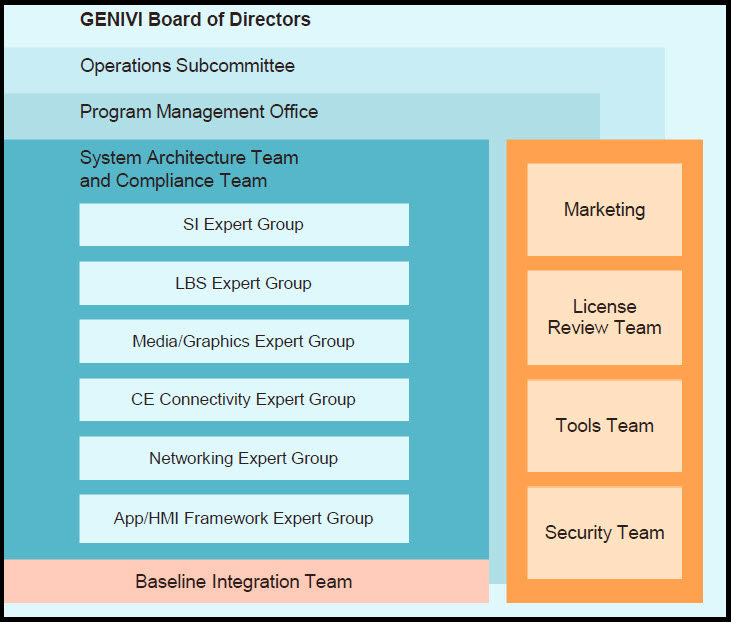 GENIVI Board of Directors
Operations Subcommittee
Program Management Office
System Architecture Team
and Compliance Team
SI Expert Group
LBS Expert Group
Media/Graphics Expert Group
CE Connectivity Expert Group
Networking Expert Group
App/HMI Framework Expert Group
Baseline Integration Team
Marketing
License
Review Team
Tools Team
Security Team